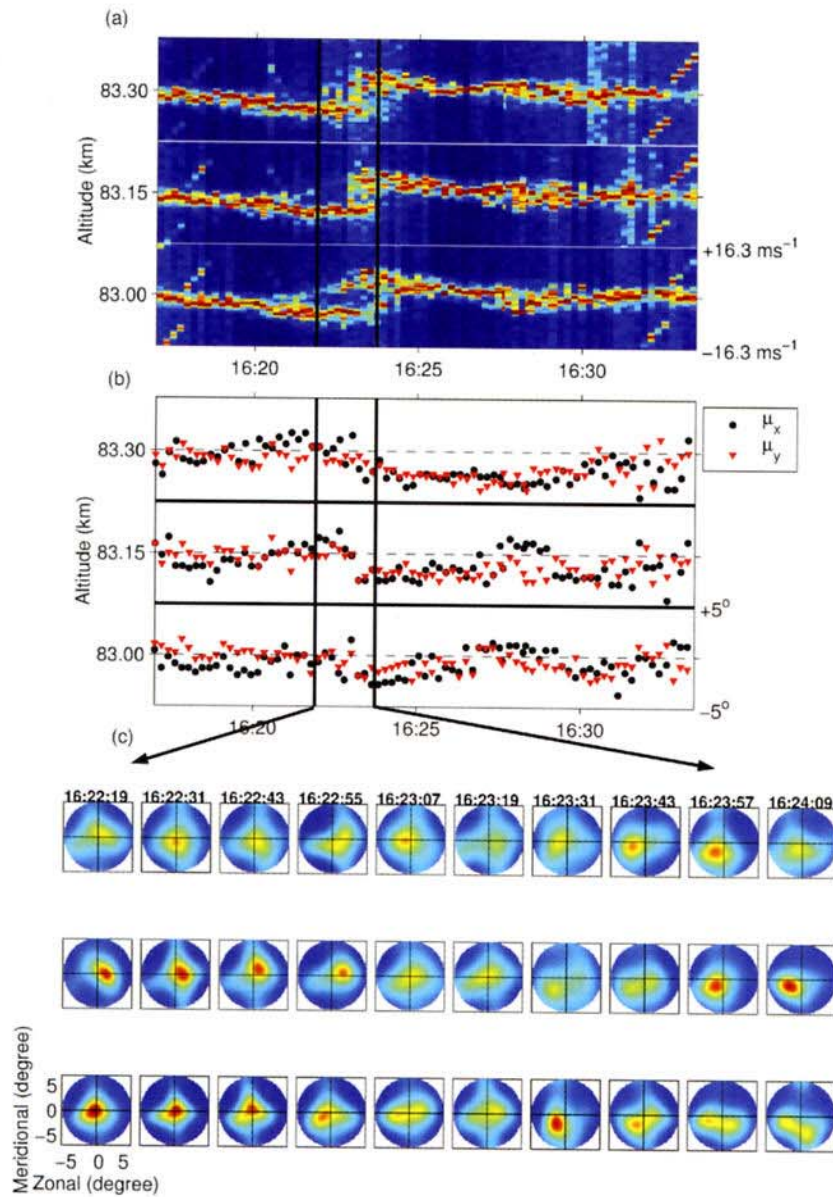 (a)
83.30
83.15
83.00
Altitude (km)
+16.3 ms⁻¹
−16.3 ms⁻¹
16:20 16:25 16:30
(b)
83.30
83.15
83.00
Altitude (km)
μx
μy
+5°
−5°
16:20 16:25 16:30
(c)
16:22:19 16:22:31 16:22:43 16:22:55 16:23:07 16:23:19 16:23:31 16:23:43 16:23:57 16:24:09
Meridional (degree)
5
0
−5
−5 0 5
Zonal (degree)